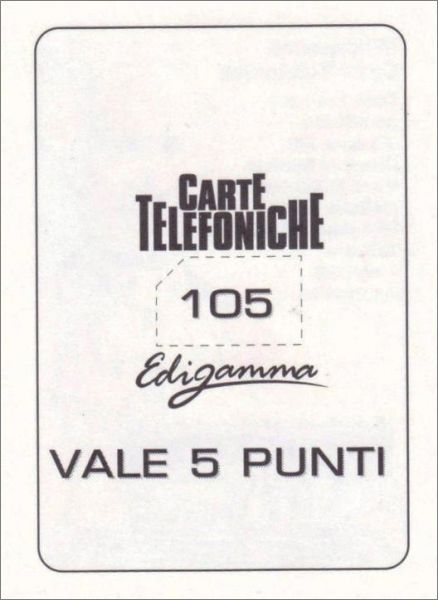 CARTE
TELEFONICHE
105
Edigamma
VALE 5 PUNTI